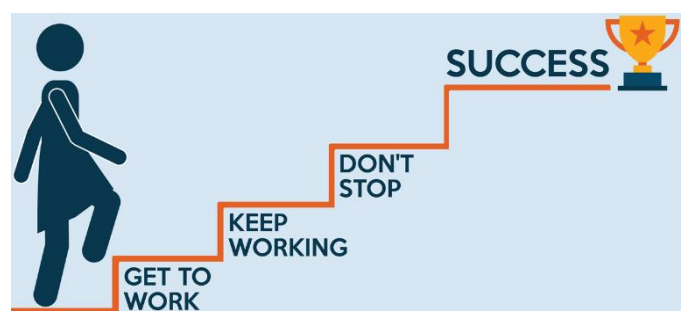 SUCCESS
DON'T
STOP
KEEP
WORKING
GET TO
WORK